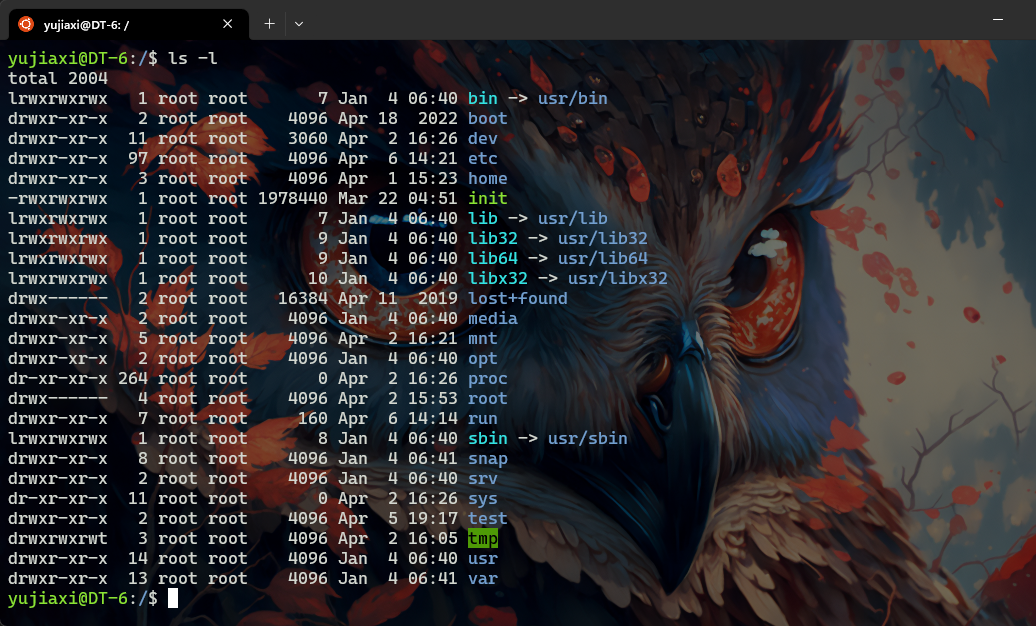 yujiaxi@DT-6: /
yujiaxi@DT-6:/$ ls -l
total 2004
lrwxrwxrwx   1 root root       7 Jan  4 06:40 bin -> usr/bin
drwxr-xr-x   2 root root    4096 Apr 18  2022 boot
drwxr-xr-x  11 root root    3060 Apr  2 16:26 dev
drwxr-xr-x  97 root root    4096 Apr  6 14:21 etc
drwxr-xr-x   3 root root    4096 Apr  1 15:23 home
-rwxrwxrwx   1 root root 1978440 Mar 22 04:51 init
lrwxrwxrwx   1 root root       7 Jan  4 06:40 lib -> usr/lib
lrwxrwxrwx   1 root root       9 Jan  4 06:40 lib32 -> usr/lib32
lrwxrwxrwx   1 root root       9 Jan  4 06:40 lib64 -> usr/lib64
lrwxrwxrwx   1 root root      10 Jan  4 06:40 libx32 -> usr/libx32
drwx------   2 root root   16384 Apr 11  2019 lost+found
drwxr-xr-x   2 root root    4096 Jan  4 06:40 media
drwxr-xr-x   5 root root    4096 Apr  2 16:21 mnt
drwxr-xr-x   2 root root    4096 Jan  4 06:40 opt
dr-xr-xr-x 264 root root       0 Apr  2 16:26 proc
drwx------   4 root root    4096 Apr  2 15:53 root
drwxr-xr-x   7 root root     160 Apr  6 14:14 run
lrwxrwxrwx   1 root root       8 Jan  4 06:40 sbin -> usr/sbin
drwxr-xr-x   8 root root    4096 Jan  4 06:41 snap
drwxr-xr-x   2 root root    4096 Jan  4 06:40 srv
dr-xr-xr-x  11 root root       0 Apr  2 16:26 sys
drwxr-xr-x   2 root root    4096 Apr  5 19:17 test
drwxrwxrwt   3 root root    4096 Apr  2 16:05 tmp
drwxr-xr-x  14 root root    4096 Jan  4 06:40 usr
drwxr-xr-x  13 root root    4096 Jan  4 06:41 var
yujiaxi@DT-6:/$